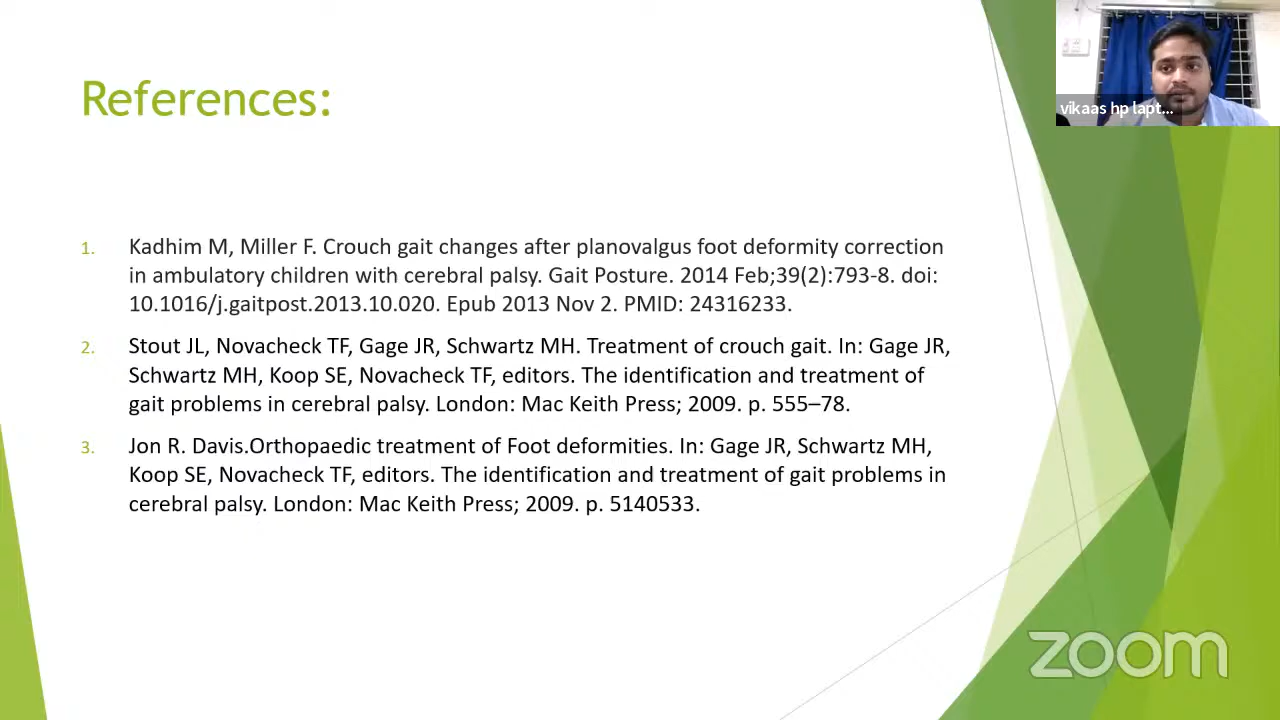 vikaas hp lapt...
References:
1. Kadhim M, Miller F. Crouch gait changes after planovalgus foot deformity correction
in ambulatory children with cerebral palsy. Gait Posture. 2014 Feb;39(2):793-8. doi:
10.1016/j.gaitpost.2013.10.020. Epub 2013 Nov 2. PMID: 24316233.
2. Stout JL, Novacheck TF, Gage JR, Schwartz MH. Treatment of crouch gait. In: Gage JR,
Schwartz MH, Koop SE, Novacheck TF, editors. The identification and treatment of
gait problems in cerebral palsy. London: Mac Keith Press; 2009. p. 555–78.
3. Jon R. Davis.Orthopaedic treatment of Foot deformities. In: Gage JR, Schwartz MH,
Koop SE, Novacheck TF, editors. The identification and treatment of gait problems in
cerebral palsy. London: Mac Keith Press; 2009. p. 5140533.
zoom